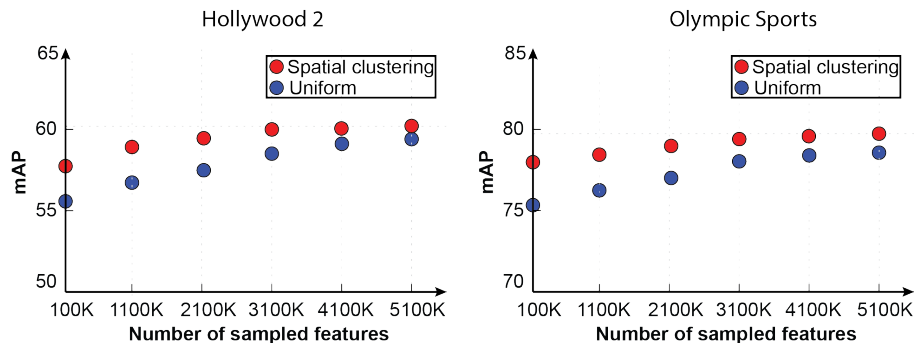 Hollywood 2
65
60
55
50
mAP
Spatial clustering
Uniform
100K 1100K 2100K 3100K 4100K 5100K
Number of sampled features
Olympic Sports
85
80
75
70
mAP
Spatial clustering
Uniform
100K 1100K 2100K 3100K 4100K 5100K
Number of sampled features